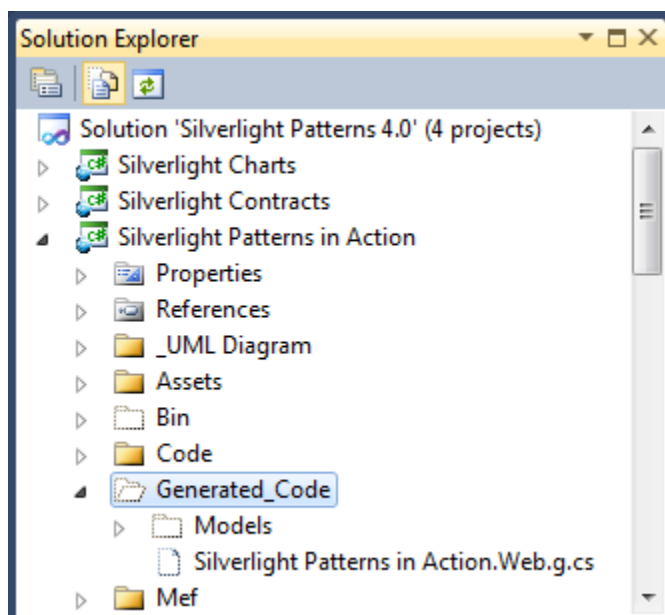 Solution Explorer
Solution 'Silverlight Patterns 4.0' (4 projects)
C# Silverlight Charts
C# Silverlight Contracts
C# Silverlight Patterns in Action
Properties
References
_UML Diagram
Assets
Bin
Code
Generated_Code
Models
Silverlight Patterns in Action.Web.g.cs
Mef